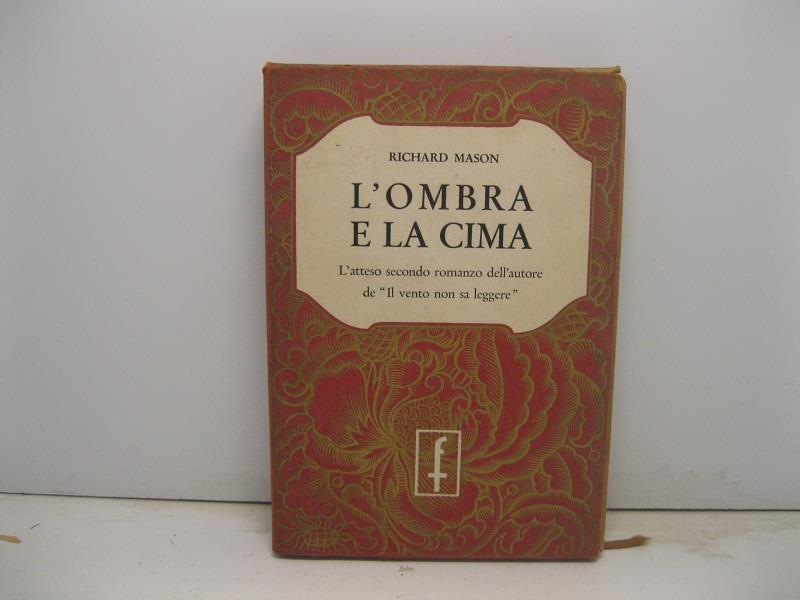 RICHARD MASON
L'OMBRA
E LA CIMA
L'atteso secondo romanzo dell'autore
de "Il vento non sa leggere"
f